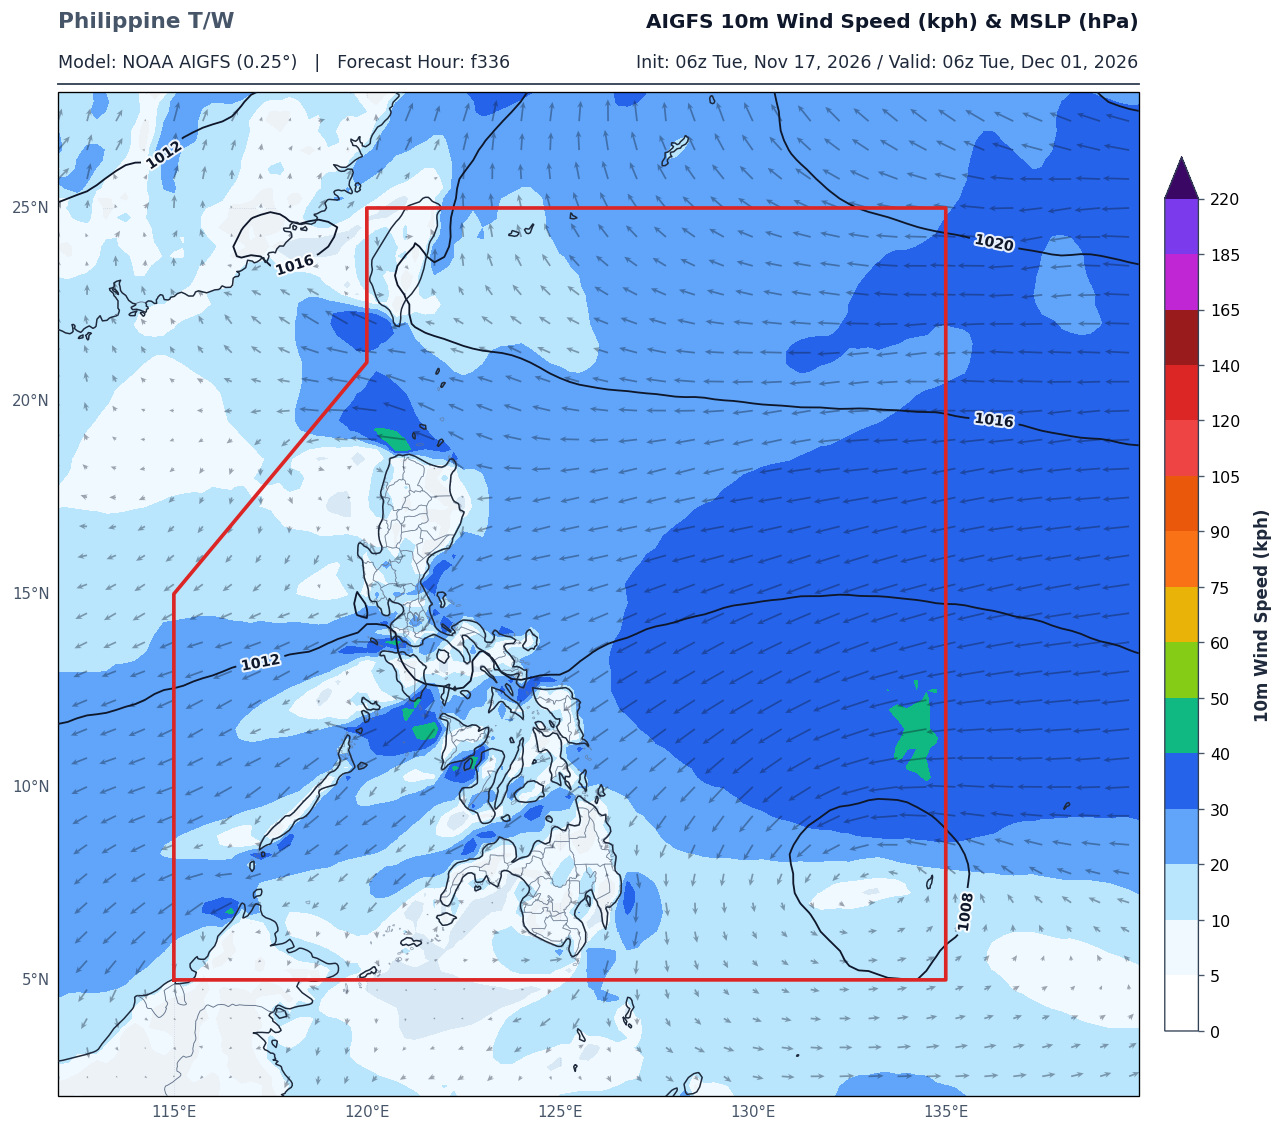 Philippine T/W
AIGFS 10m Wind Speed (kph) & MSLP (hPa)
Model: NOAA AIGFS (0.25°) | Forecast Hour: f336
Init: 06z Tue, Nov 17, 2026 / Valid: 06z Tue, Dec 01, 2026
1012
1016
1020
1016
1012
1008
25°N
20°N
15°N
10°N
5°N
115°E
120°E
125°E
130°E
135°E
220
185
165
140
120
105
90
75
60
50
40
30
20
10
5
0
10m Wind Speed (kph)